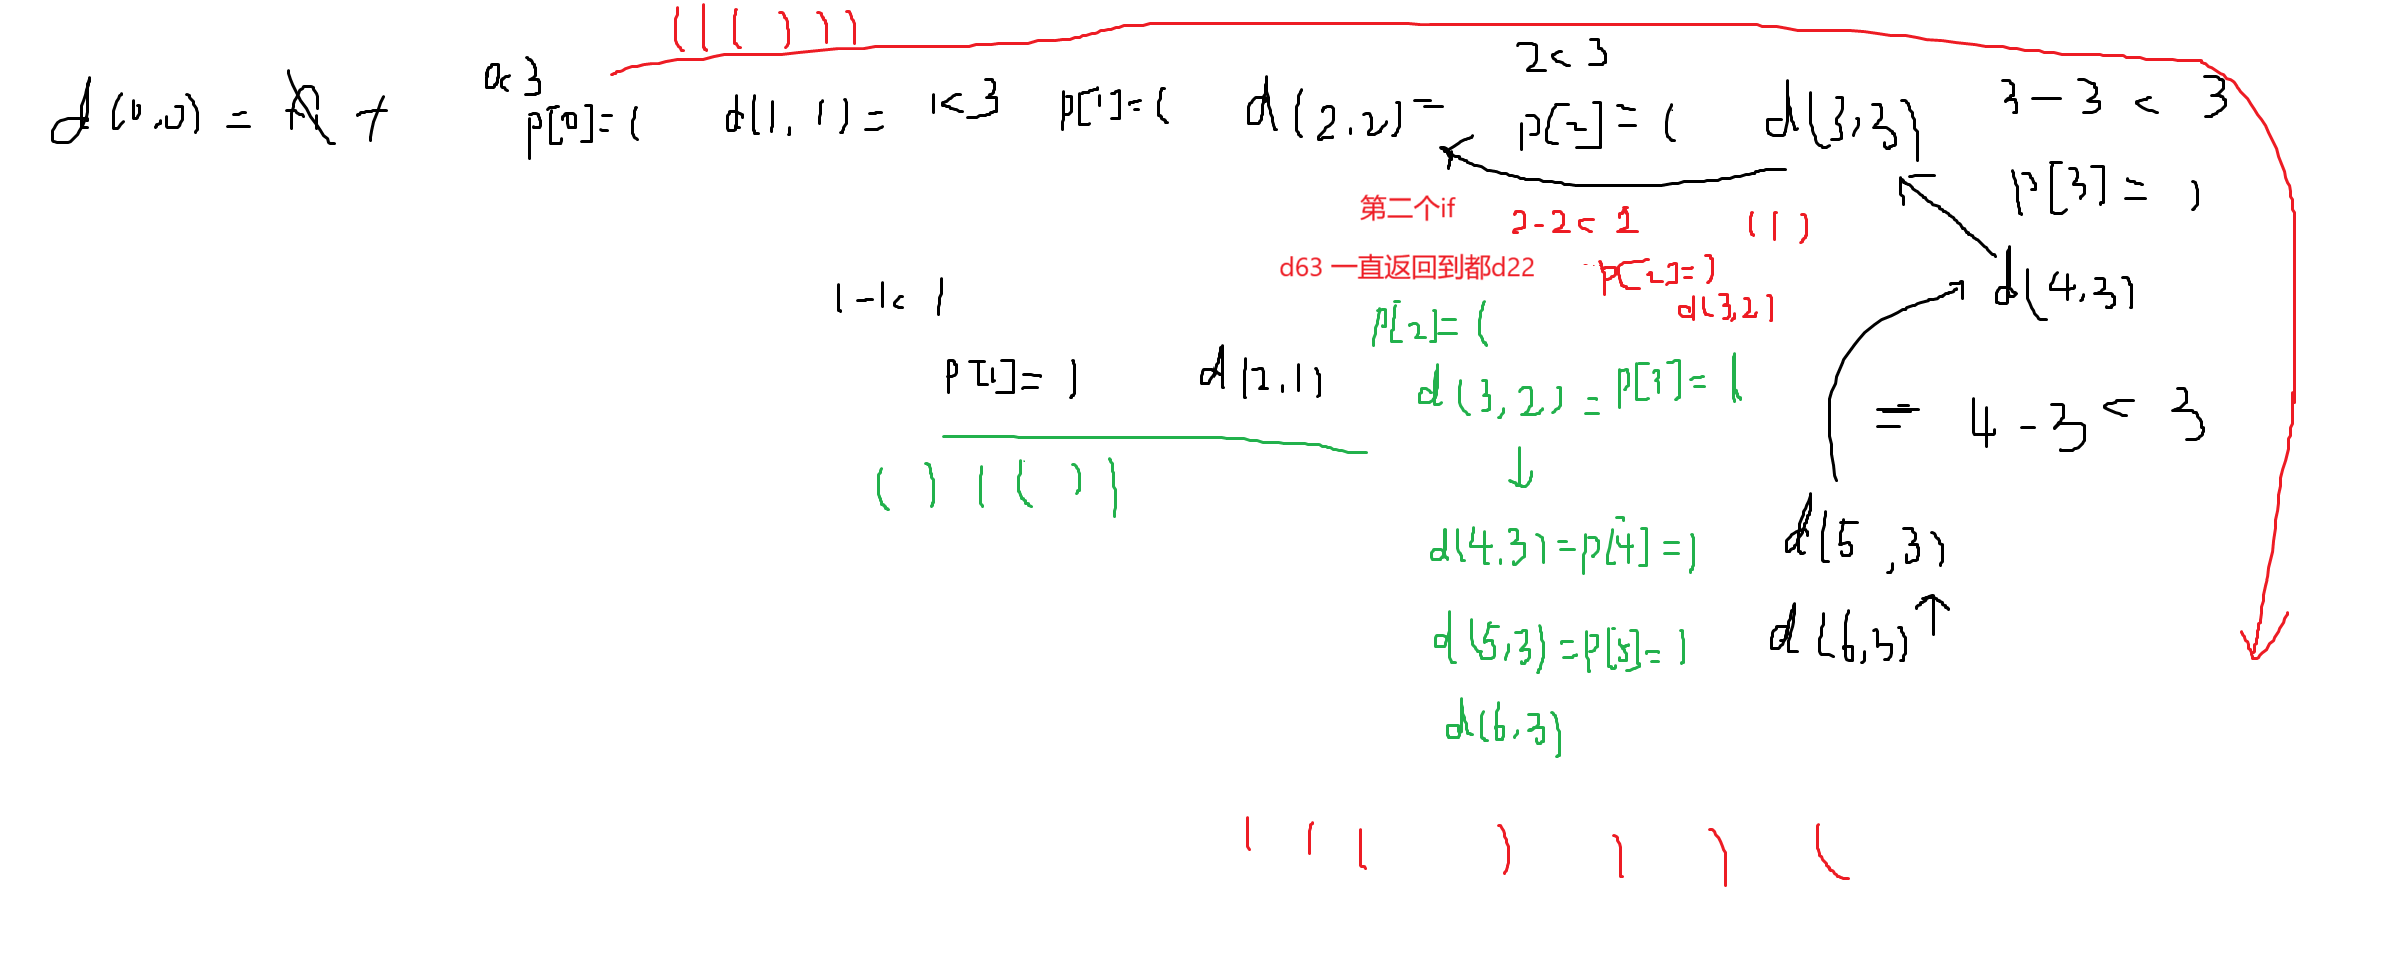 ( ( ( ) ) )
0<3
2<3
d(0,0) = +
p[0]=(
d(1,1)=
1<3
p[1]=(
d(2,2)=
p[2]=(
d(3,3)
3-3<3
p[3]=)
第二个if
2-2<1
( ( )
d63 一直返回到都d22
p[2]=)
d(3,2)
d(4,3)
1-1<1
p[2]=(
p[1]=)
d(2,1)
d(3,2)=p[3]=(
= 4-3<3
( ) ( ( ) )
d(4,3)=p[4]=)
d(5,3)
d(5,3)=p[5]=)
d(6,3)
d(6,3)
( ( ( ) ) ) (